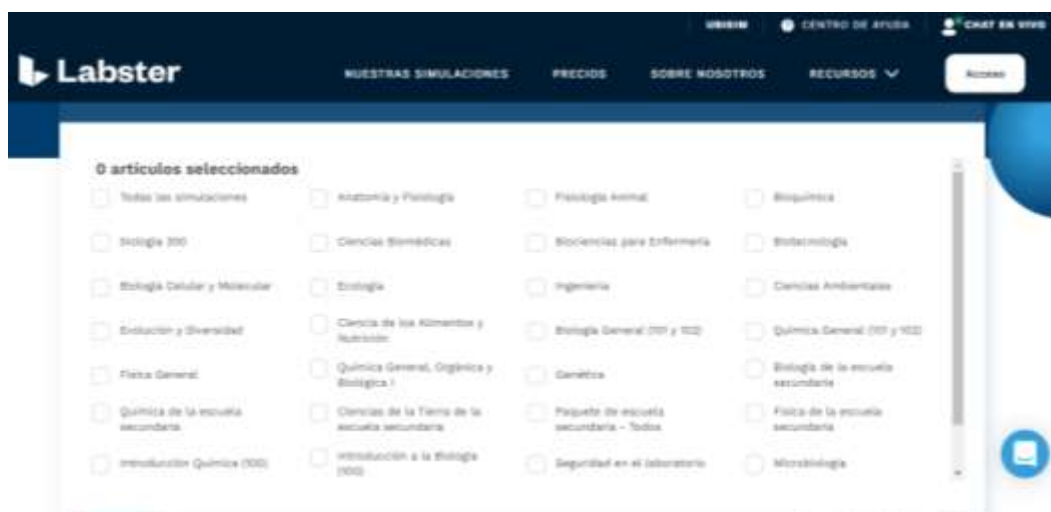 UBISIM CENTRO DE AYUDA CHAT EN VIVO
Labster NUESTRAS SIMULACIONES PRECIOS SOBRE NOSOTROS RECURSOS Acceso
0 artículos seleccionados
Todas las simulaciones Anatomía y Fisiología Fisiología Animal Bioquímica
biología 200 Ciencias Biomédicas Biociencias para Enfermería Biotecnología
Biología Celular y Molecular Ecología Ingeniería Ciencias Ambientales
Evolución y Diversidad Ciencia de los Alimentos y Biología General (101 y 102) Química General (101 y 102)
Nutrición
Física General Química General, Orgánica y Genética Biología de la escuela
Biológica I secundaria
Química de la escuela Ciencias de la Tierra de la Paquete de escuela Física de la escuela
secundaria escuela secundaria secundaria - Todos secundaria
Introducción Química (100) Introducción a la Biología Seguridad en el laboratorio Microbiología
(100)